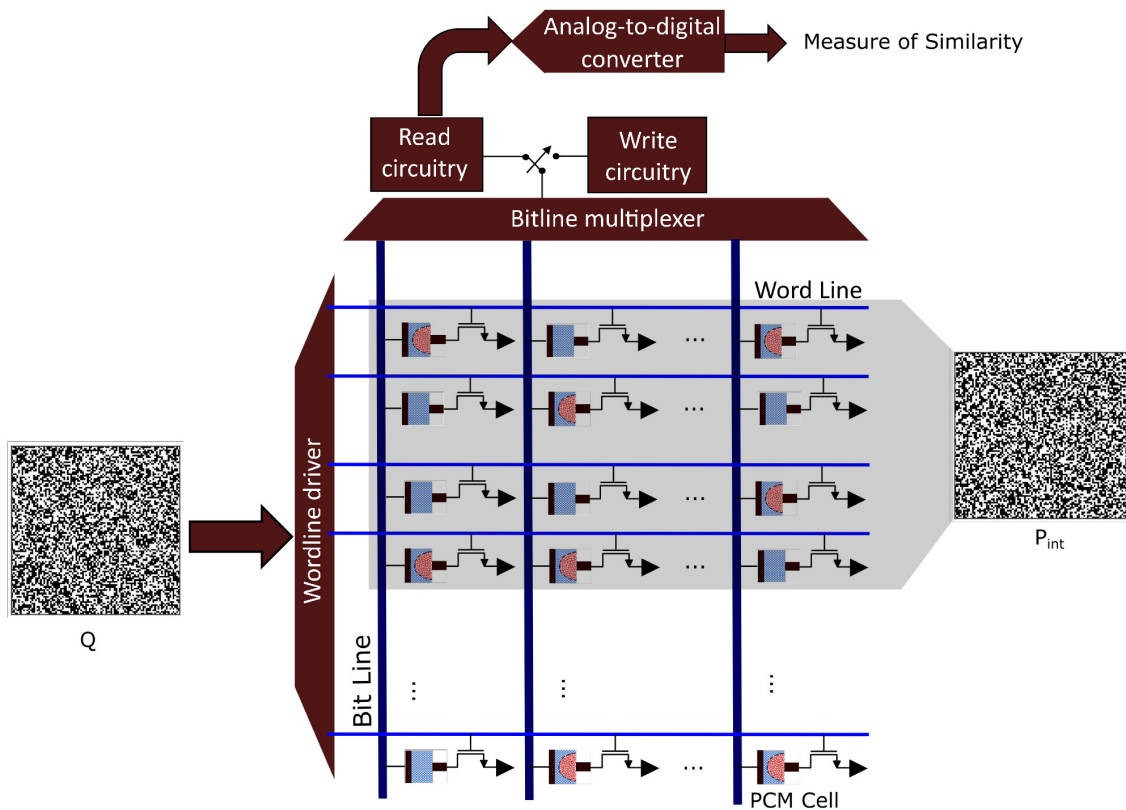 Analog-to-digital
converter
Measure of Similarity
Read
circuitry
Write
circuitry
Bitline multiplexer
Word Line
Wordline driver
...
...
...
...
Q
P_int
Bit Line
...
...
...
...
PCM Cell